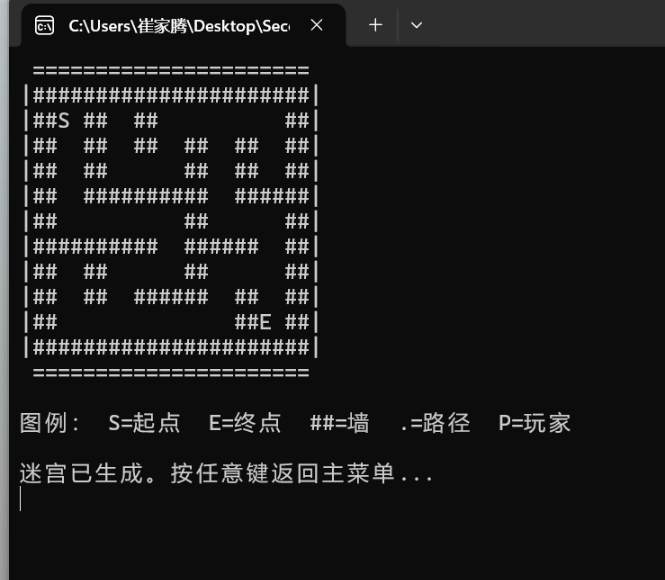 C:\Users\崔家腾\Desktop\Sec
 ======================
|######################|
|##S ##  ##          ##|
|##  ##  ##  ##  ##  ##|
|##  ##      ##  ##  ##|
|##  ##########  ######|
|##          ##      ##|
|##########  ######  ##|
|##  ##      ##      ##|
|##  ##  ######  ##  ##|
|##              ##E ##|
|######################|
 ======================
图例: S=起点 E=终点 ##=墙 .=路径 P=玩家
迷宫已生成。按任意键返回主菜单...